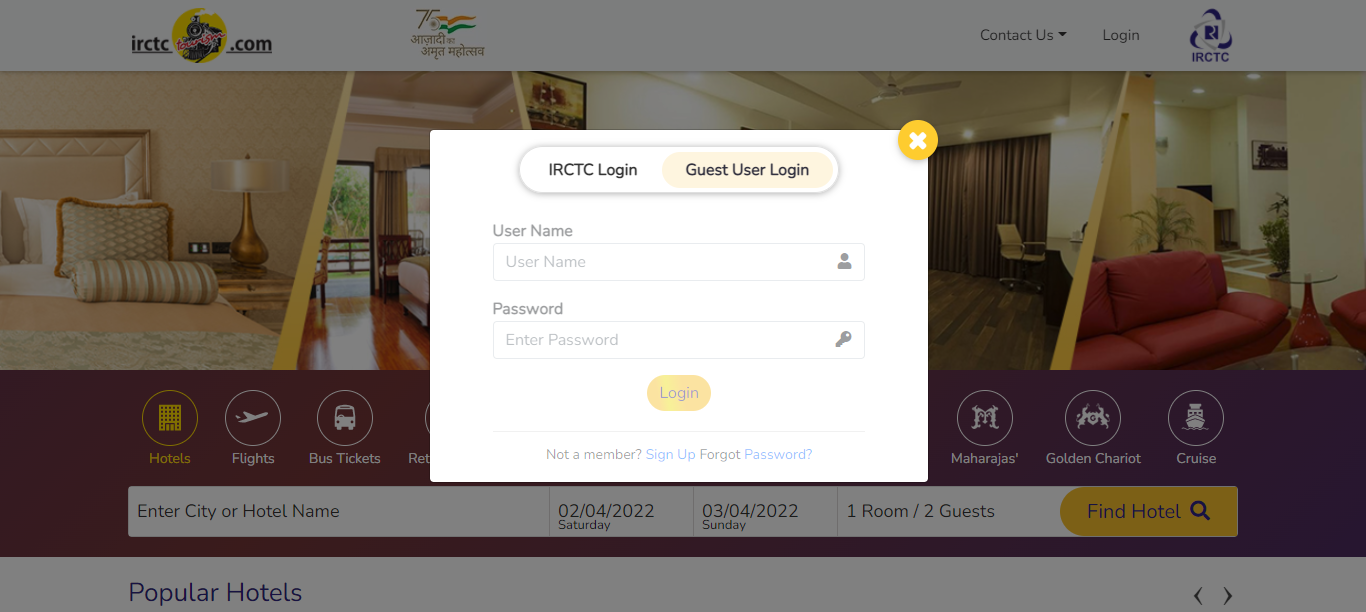 irctc tourism .com
75
आज़ादी का
अमृत महोत्सव
Contact Us
Login
IRCTC
IRCTC Login
Guest User Login
User Name
User Name
Password
Enter Password
Login
Not a member? Sign Up Forgot Password?
Hotels
Flights
Bus Tickets
Ret
Maharajas'
Golden Chariot
Cruise
Enter City or Hotel Name
02/04/2022
Saturday
03/04/2022
Sunday
1 Room / 2 Guests
Find Hotel
Popular Hotels